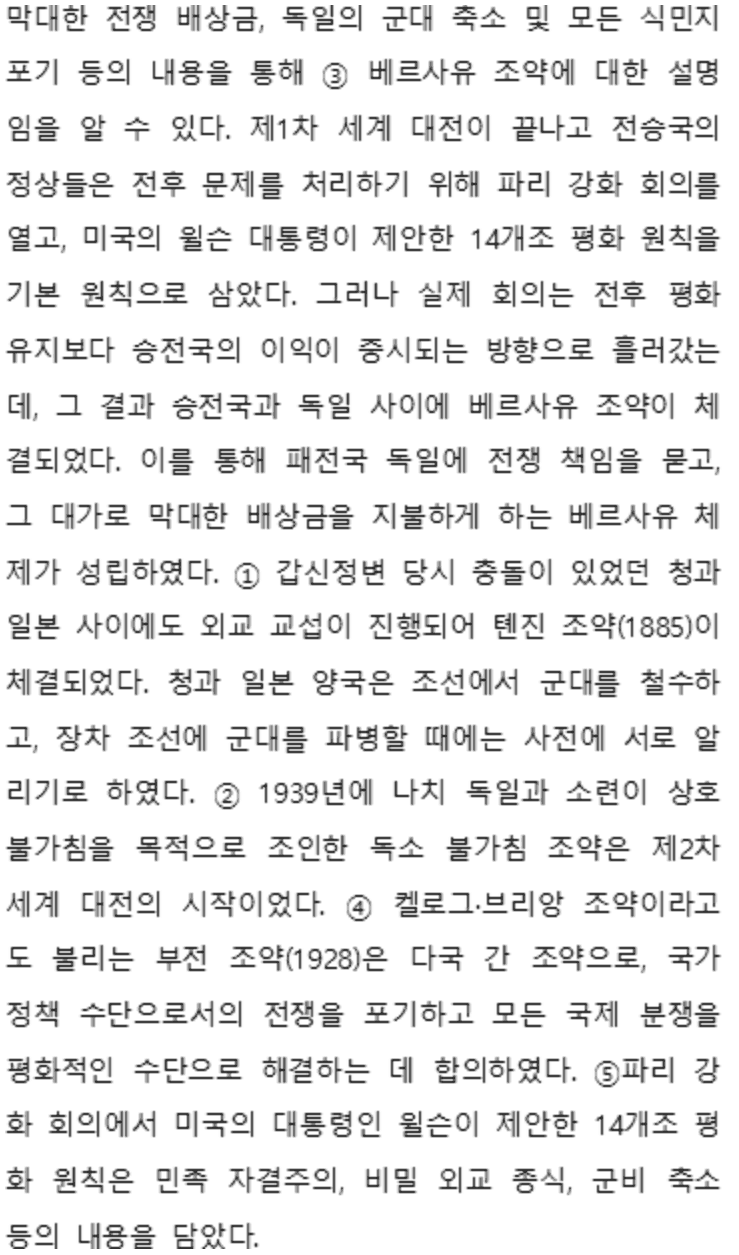 막대한 전쟁 배상금, 독일의 군대 축소 및 모든 식민지
포기 등의 내용을 통해 ③ 베르사유 조약에 대한 설명
임을 알 수 있다. 제1차 세계 대전이 끝나고 전승국의
정상들은 전후 문제를 처리하기 위해 파리 강화 회의를
열고, 미국의 윌슨 대통령이 제안한 14개조 평화 원칙을
기본 원칙으로 삼았다. 그러나 실제 회의는 전후 평화
유지보다 승전국의 이익이 중시되는 방향으로 흘러갔는
데, 그 결과 승전국과 독일 사이에 베르사유 조약이 체
결되었다. 이를 통해 패전국 독일에 전쟁 책임을 묻고,
그 대가로 막대한 배상금을 지불하게 하는 베르사유 체
제가 성립하였다. ① 갑신정변 당시 충돌이 있었던 청과
일본 사이에도 외교 교섭이 진행되어 톈진 조약(1885)이
체결되었다. 청과 일본 양국은 조선에서 군대를 철수하
고, 장차 조선에 군대를 파병할 때에는 사전에 서로 알
리기로 하였다. ② 1939년에 나치 독일과 소련이 상호
불가침을 목적으로 조인한 독소 불가침 조약은 제2차
세계 대전의 시작이었다. ④ 켈로그·브리앙 조약이라고
도 불리는 부전 조약(1928)은 다국 간 조약으로, 국가
정책 수단으로서의 전쟁을 포기하고 모든 국제 분쟁을
평화적인 수단으로 해결하는 데 합의하였다. ⑤파리 강
화 회의에서 미국의 대통령인 윌슨이 제안한 14개조 평
화 원칙은 민족 자결주의, 비밀 외교 종식, 군비 축소
등의 내용을 담았다.